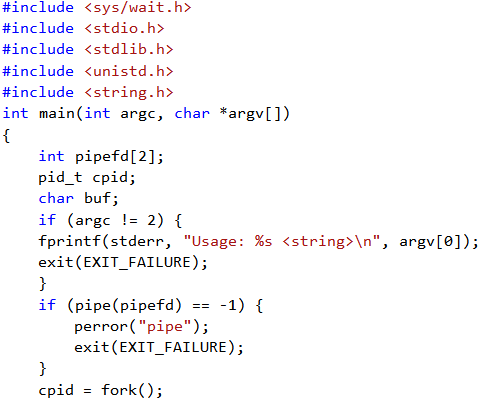 #include <sys/wait.h>
#include <stdio.h>
#include <stdlib.h>
#include <unistd.h>
#include <string.h>
int main(int argc, char *argv[])
{
    int pipefd[2];
    pid_t cpid;
    char buf;
    if (argc != 2) {
    fprintf(stderr, "Usage: %s <string>\n", argv[0]);
    exit(EXIT_FAILURE);
    }
    if (pipe(pipefd) == -1) {
        perror("pipe");
        exit(EXIT_FAILURE);
    }
    cpid = fork();